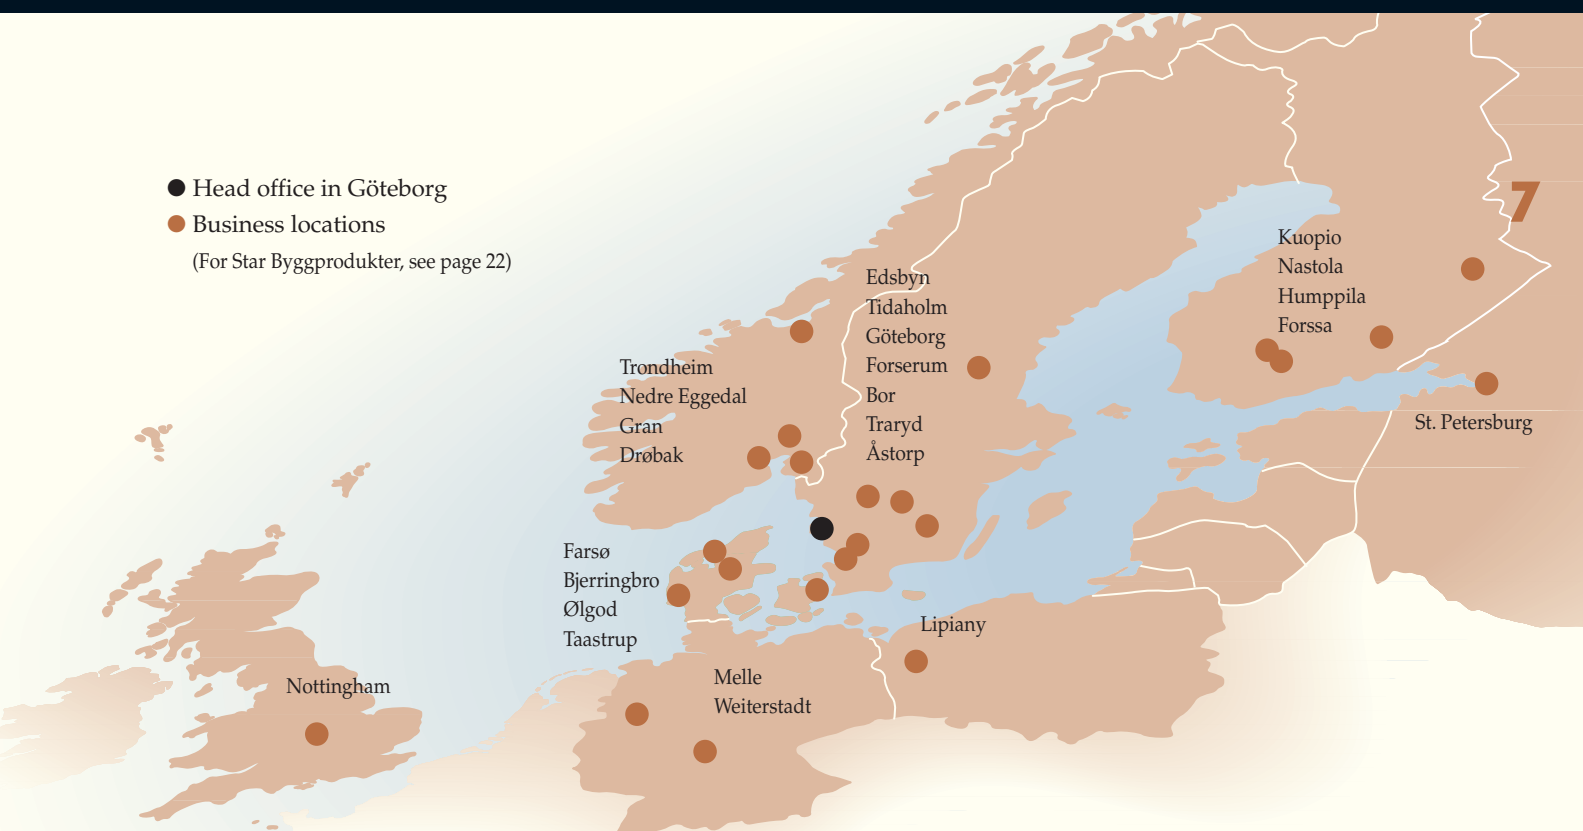 Head office in Göteborg
Business locations
(For Star Byggprodukter, see page 22)
7
Kuopio
Nastola
Humppila
Forssa
Edsbyn
Tidaholm
Göteborg
Forserum
Bor
Traryd
Åstorp
Trondheim
Nedre Eggedal
Gran
Drøbak
St. Petersburg
Farsø
Bjerringbro
Ølgod
Taastrup
Lipiany
Melle
Weiterstadt
Nottingham